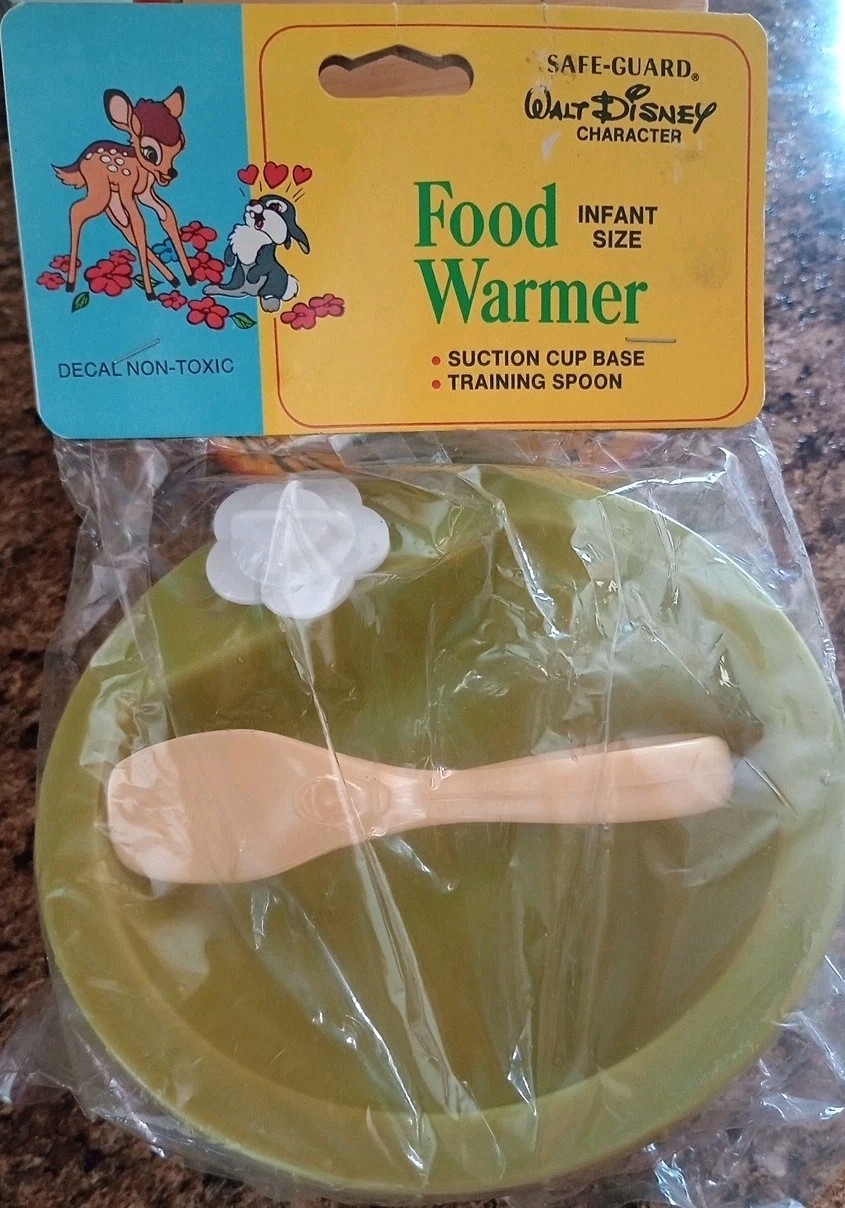 SAFE-GUARD®
WALT DISNEY
CHARACTER
Food
Warmer
INFANT
SIZE
• SUCTION CUP BASE
• TRAINING SPOON
DECAL NON-TOXIC